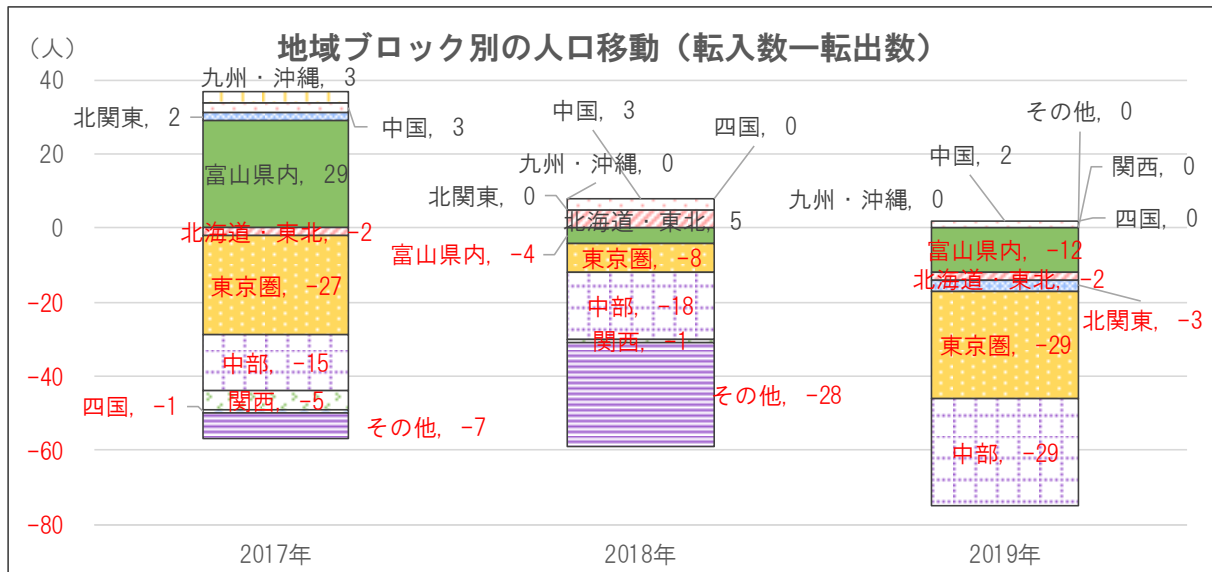 地域ブロック別の人口移動（転入数ー転出数）
（人）
40
20
0
-20
-40
-60
-80
九州・沖縄, 3
北関東, 2
中国, 3
富山県内, 29
北海道・東北, -2
東京圏, -27
中部, -15
四国, -1
関西, -5
その他, -7
2017年
中国, 3
四国, 0
九州・沖縄, 0
北関東, 0
北海道・東北, 5
富山県内, -4
東京圏, -8
中部, -18
関西, -1
その他, -28
2018年
その他, 0
中国, 2
関西, 0
九州・沖縄, 0
四国, 0
富山県内, -12
北海道・東北, -2
北関東, -3
東京圏, -29
中部, -29
2019年